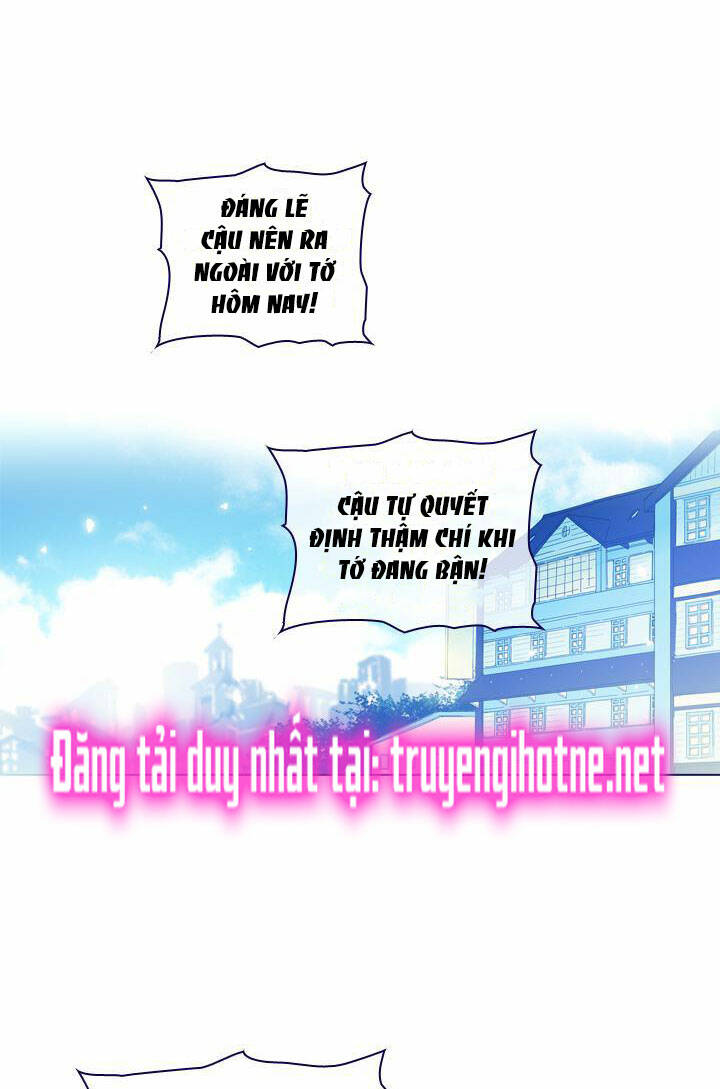 ĐÁNG LẼ
CẬU NÊN RA
NGOÀI VỚI TỚ
HÔM NAY!
CẬU TỰ QUYẾT
ĐỊNH THẬM CHÍ KHI
TỚ ĐANG BẬN!
Đăng tải duy nhất tại: truyengihotne.net